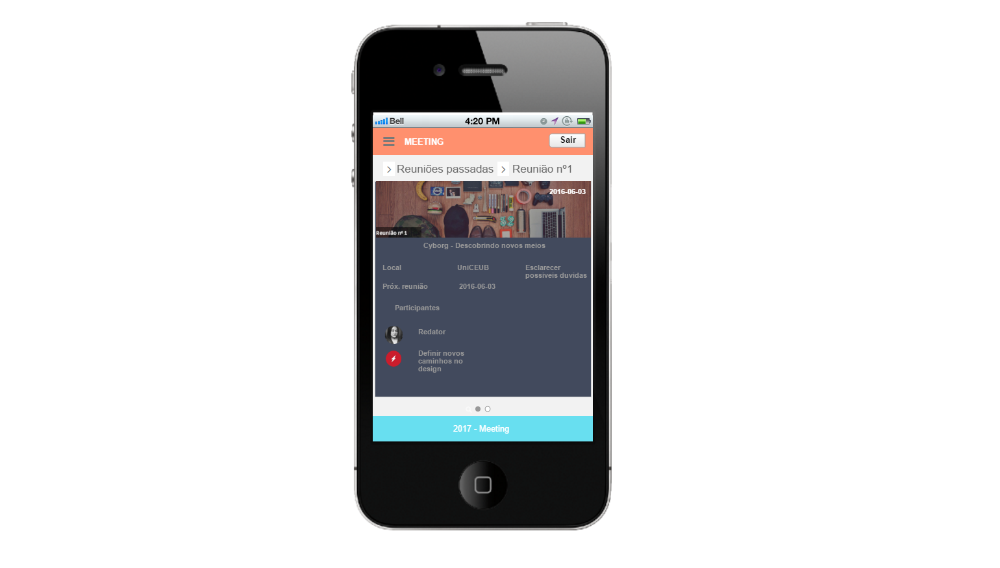 Bell 4:20 PM
MEETING Sair
Reuniões passadas Reunião nº1
2016-06-03
Reunião nº 1
Cyborg - Descobrindo novos meios
Local UniCEUB Esclarecer
possiveis duvidas
Próx. reunião 2016-06-03
Participantes
Redator
Definir novos
caminhos no
design
2017 - Meeting